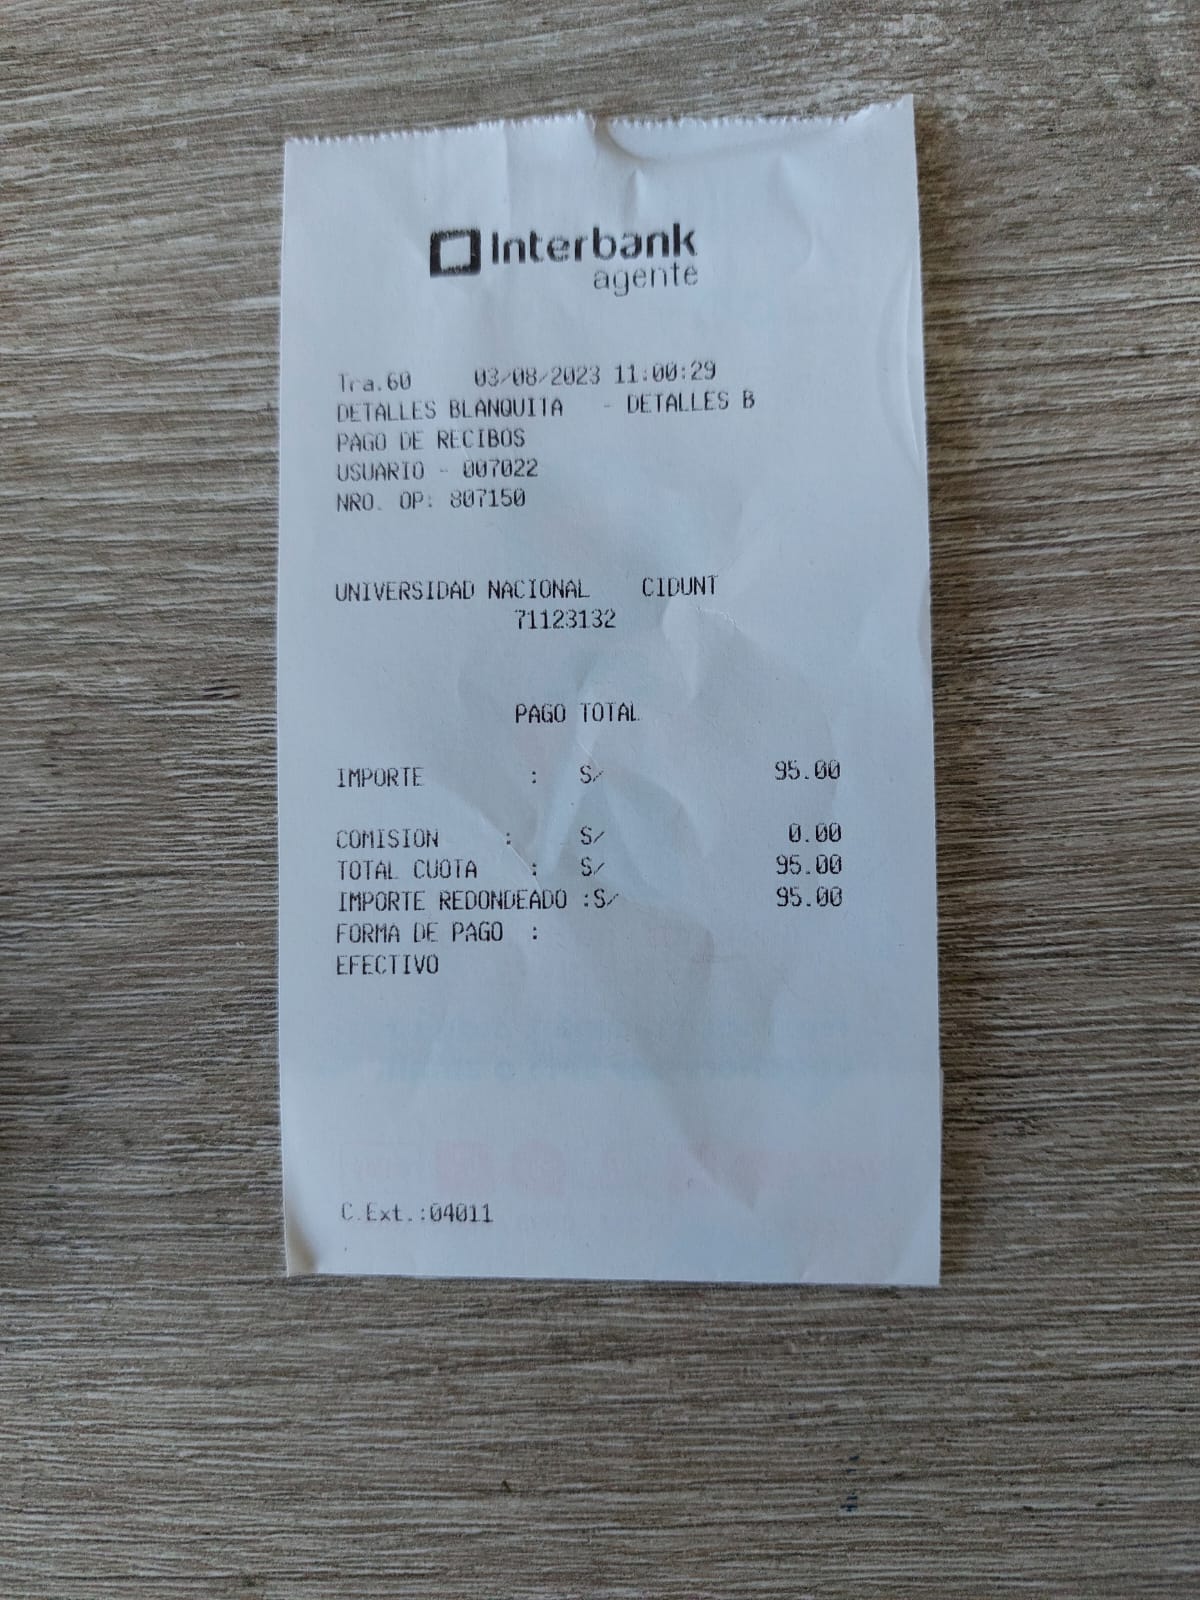 Interbank
agente
Tra.60 03/08/2023 11:00:29
DETALLES BLANQUITA - DETALLES B
PAGO DE RECIBOS
USUARIO - 007022
NRO. OP: 807150
UNIVERSIDAD NACIONAL CIDUNT
71123132
PAGO TOTAL
IMPORTE : S/ 95.00
COMISION : S/ 0.00
TOTAL CUOTA : S/ 95.00
IMPORTE REDONDEADO :S/ 95.00
FORMA DE PAGO :
EFECTIVO
C.Ext.:04011